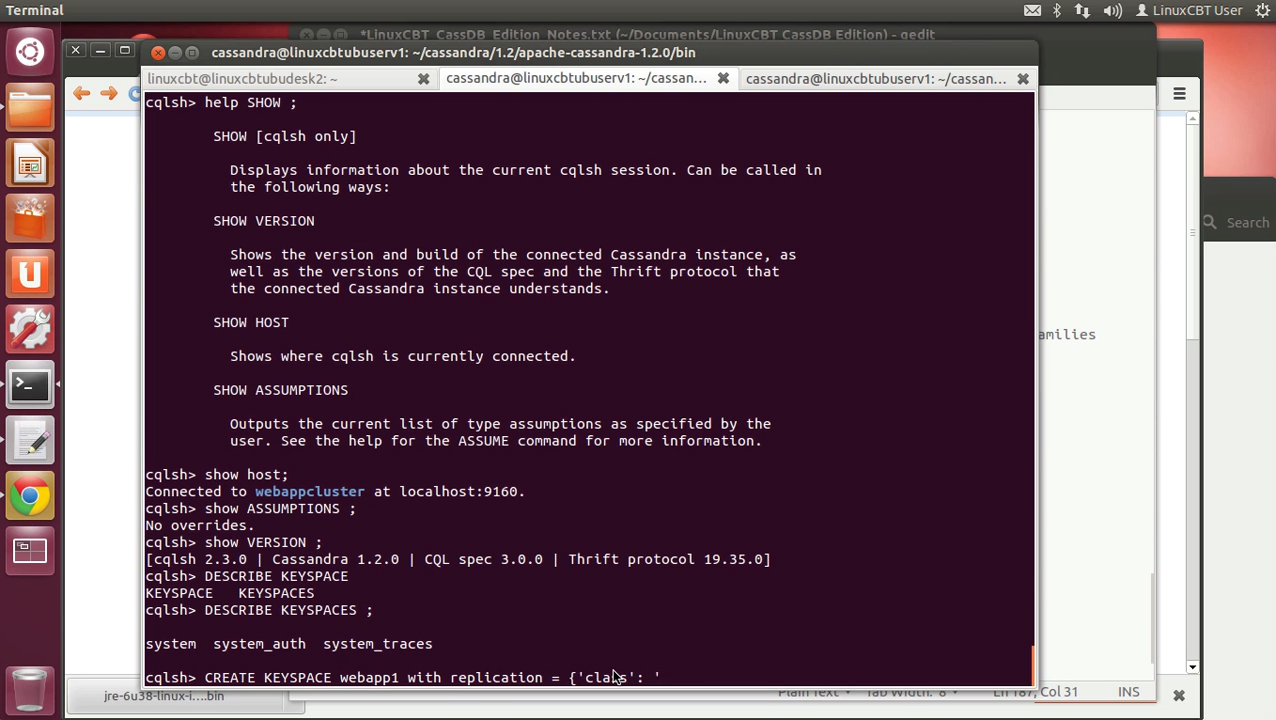 Terminal
LinuxCBT User
*LinuxCBT_CassDB_Edition_Notes.txt (~/Documents/LinuxCBT CassDB Edition) - gedit
cassandra@linuxcbtubuserv1: ~/cassandra/1.2/apache-cassandra-1.2.0/bin
linuxcbt@linuxcbtubudesk2: ~
cassandra@linuxcbtubuserv1: ~/cassan...
cassandra@linuxcbtubuserv1: ~/cassan...
cqlsh> help SHOW ;
SHOW [cqlsh only]
Displays information about the current cqlsh session. Can be called in
the following ways:
SHOW VERSION
Shows the version and build of the connected Cassandra instance, as
well as the versions of the CQL spec and the Thrift protocol that
the connected Cassandra instance understands.
SHOW HOST
Shows where cqlsh is currently connected.
SHOW ASSUMPTIONS
Outputs the current list of type assumptions as specified by the
user. See the help for the ASSUME command for more information.
cqlsh> show host;
Connected to webappcluster at localhost:9160.
cqlsh> show ASSUMPTIONS ;
No overrides.
cqlsh> show VERSION ;
[cqlsh 2.3.0 | Cassandra 1.2.0 | CQL spec 3.0.0 | Thrift protocol 19.35.0]
cqlsh> DESCRIBE KEYSPACE
KEYSPACE   KEYSPACES
cqlsh> DESCRIBE KEYSPACES ;
system  system_auth  system_traces
cqlsh> CREATE KEYSPACE webapp1 with replication = {'class': '
Search
amilies
jre-6u38-linux-i....bin
Plain Text
Tab Width: 8
Ln 187, Col 31
INS